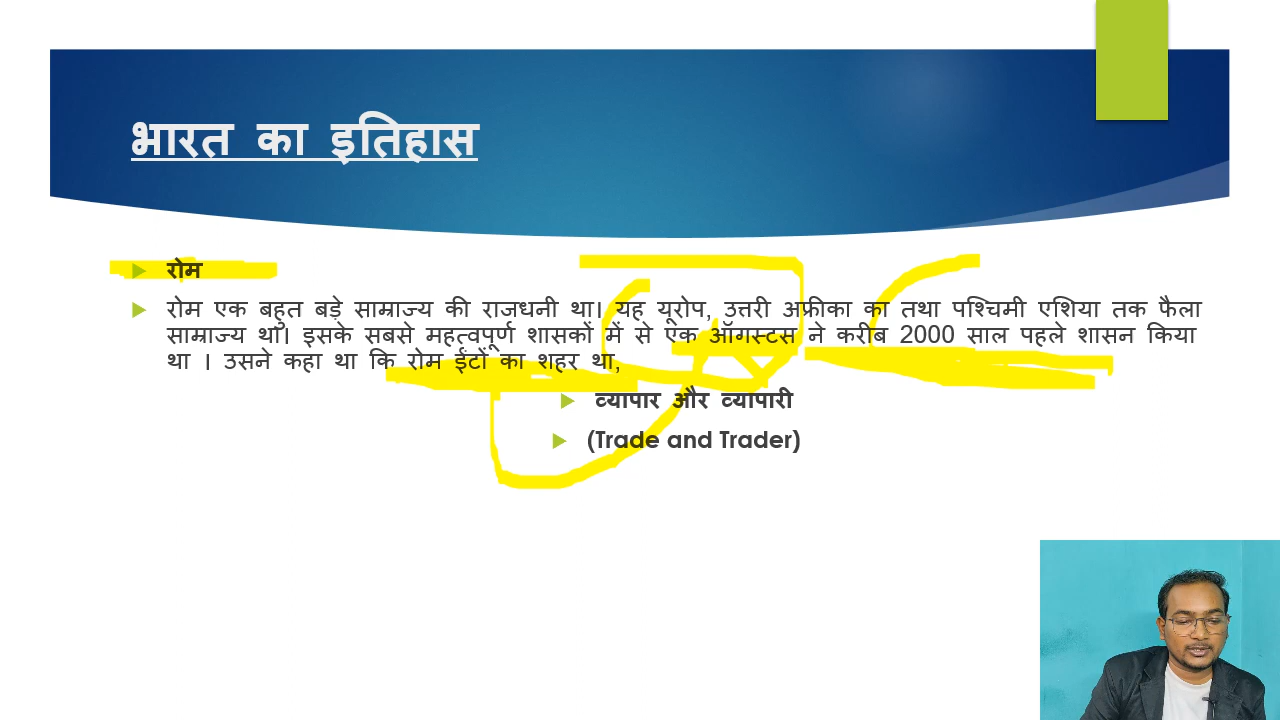 भारत का इतिहास
रोम
रोम एक बहुत बड़े साम्राज्य की राजधनी था। यह यूरोप, उत्तरी अफ्रीका का तथा पश्चिमी एशिया तक फैला
साम्राज्य था। इसके सबसे महत्वपूर्ण शासकों में से एक ऑगस्टस ने करीब 2000 साल पहले शासन किया
था । उसने कहा था कि रोम ईंटों का शहर था,
व्यापार और व्यापारी
(Trade and Trader)